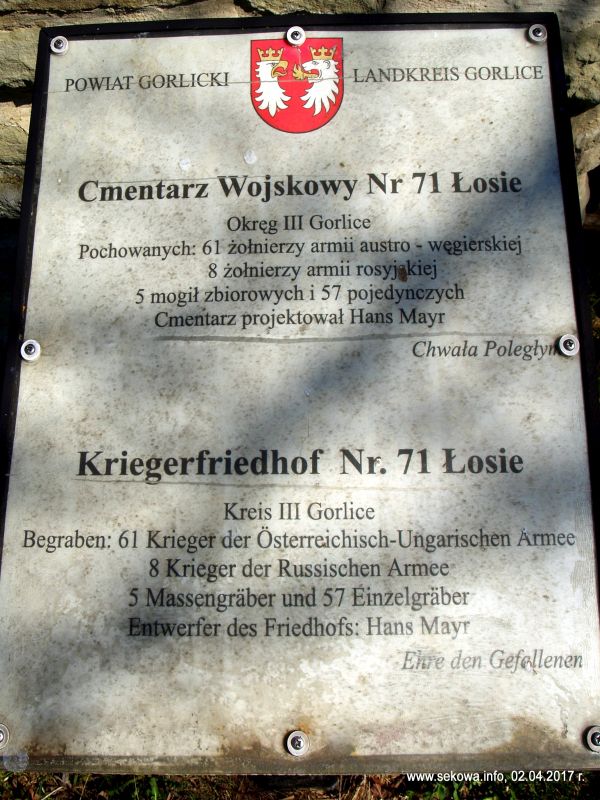 POWIAT GORLICKI LANDKREIS GORLICE
Cmentarz Wojskowy Nr 71 Łosie
Okręg III Gorlice
Pochowanych: 61 żołnierzy armii austro - węgierskiej
8 żołnierzy armii rosyjskiej
5 mogił zbiorowych i 57 pojedynczych
Cmentarz projektował Hans Mayr
Chwała Poległym
Kriegerfriedhof Nr. 71 Łosie
Kreis III Gorlice
Begraben: 61 Krieger der Österreichisch-Ungarischen Armee
8 Krieger der Russischen Armee
5 Massengräber und 57 Einzelgräber
Entwerfer des Friedhofs: Hans Mayr
Ehre den Gefallenen
www.sekowa.info, 02.04.2017 r.